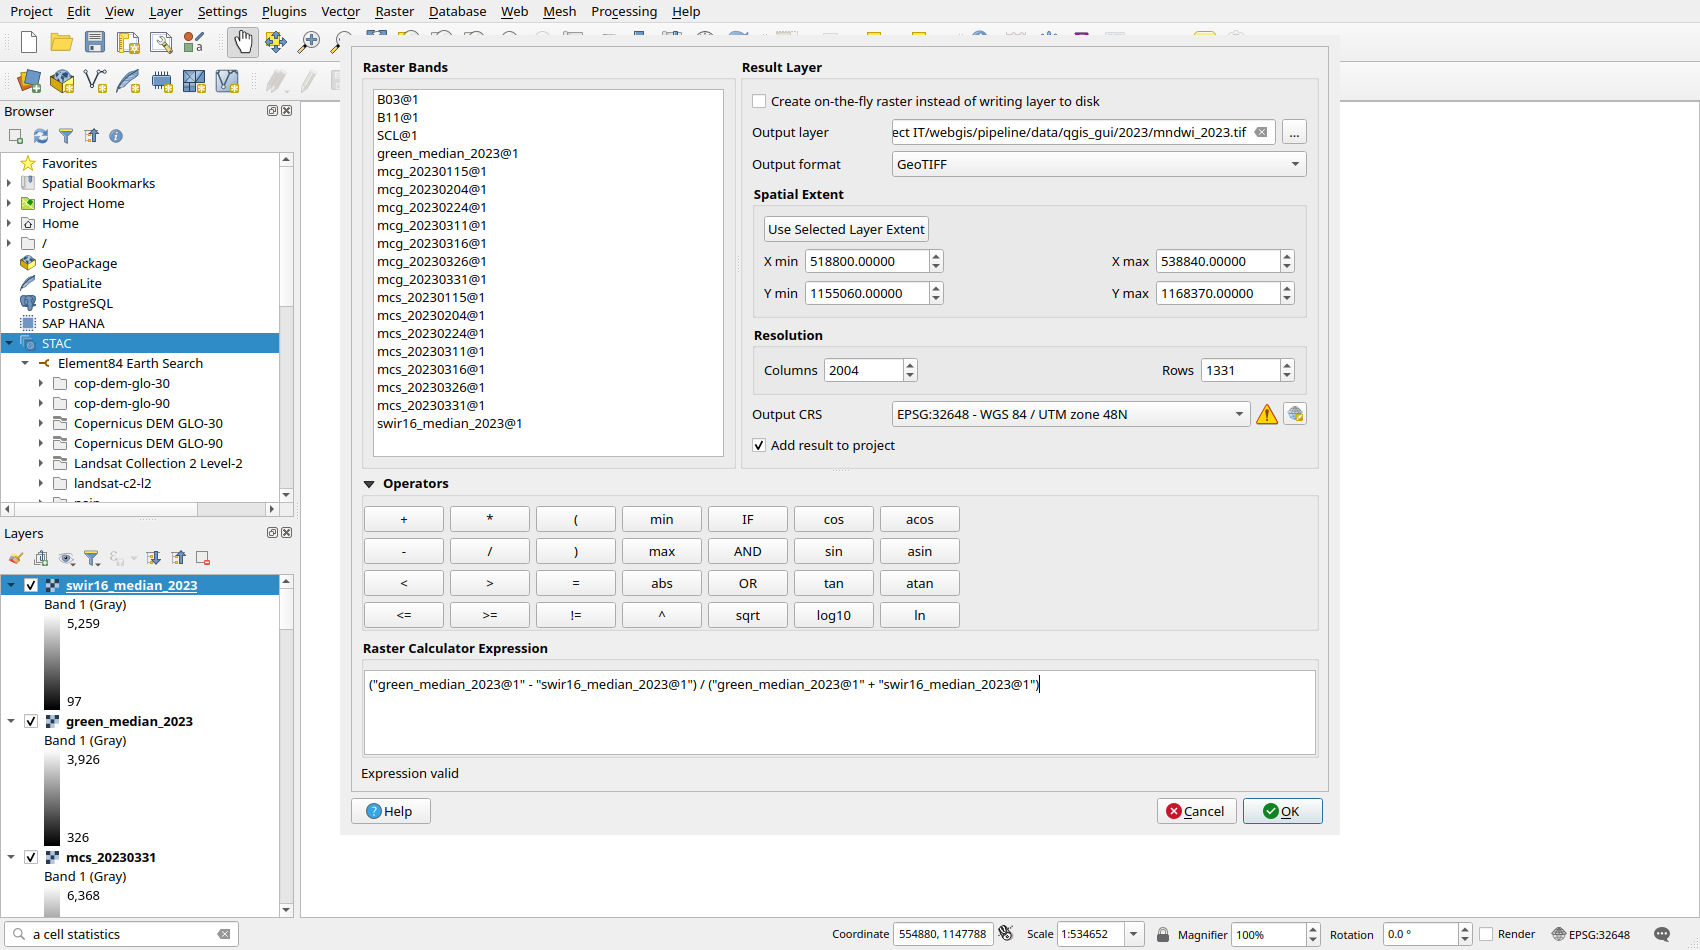 Project Edit View Layer Settings Plugins Vector Raster Database Web Mesh Processing Help
Browser
Favorites
Spatial Bookmarks
Project Home
Home
/
GeoPackage
SpatiaLite
PostgreSQL
SAP HANA
STAC
Element84 Earth Search
cop-dem-glo-30
cop-dem-glo-90
Copernicus DEM GLO-30
Copernicus DEM GLO-90
Landsat Collection 2 Level-2
landsat-c2-l2
Layers
swir16_median_2023
Band 1 (Gray)
5,259
97
green_median_2023
Band 1 (Gray)
3,926
326
mcs_20230331
Band 1 (Gray)
6,368
Raster Bands
B03@1
B11@1
SCL@1
green_median_2023@1
mcg_20230115@1
mcg_20230204@1
mcg_20230224@1
mcg_20230311@1
mcg_20230316@1
mcg_20230326@1
mcg_20230331@1
mcs_20230115@1
mcs_20230204@1
mcs_20230224@1
mcs_20230311@1
mcs_20230316@1
mcs_20230326@1
mcs_20230331@1
swir16_median_2023@1
Result Layer
Create on-the-fly raster instead of writing layer to disk
Output layer ect IT/webgis/pipeline/data/qgis_gui/2023/mndwi_2023.tif ...
Output format GeoTIFF
Spatial Extent
Use Selected Layer Extent
X min 518800.00000 X max 538840.00000
Y min 1155060.00000 Y max 1168370.00000
Resolution
Columns 2004 Rows 1331
Output CRS EPSG:32648 - WGS 84 / UTM zone 48N
Add result to project
Operators
+ * ( min IF cos acos
- / ) max AND sin asin
< > = abs OR tan atan
<= >= != ^ sqrt log10 ln
Raster Calculator Expression
("green_median_2023@1" - "swir16_median_2023@1") / ("green_median_2023@1" + "swir16_median_2023@1")
Expression valid
Help Cancel OK
a cell statistics Coordinate 554880, 1147788 Scale 1:534652 Magnifier 100% Rotation 0.0 ° Render EPSG:32648